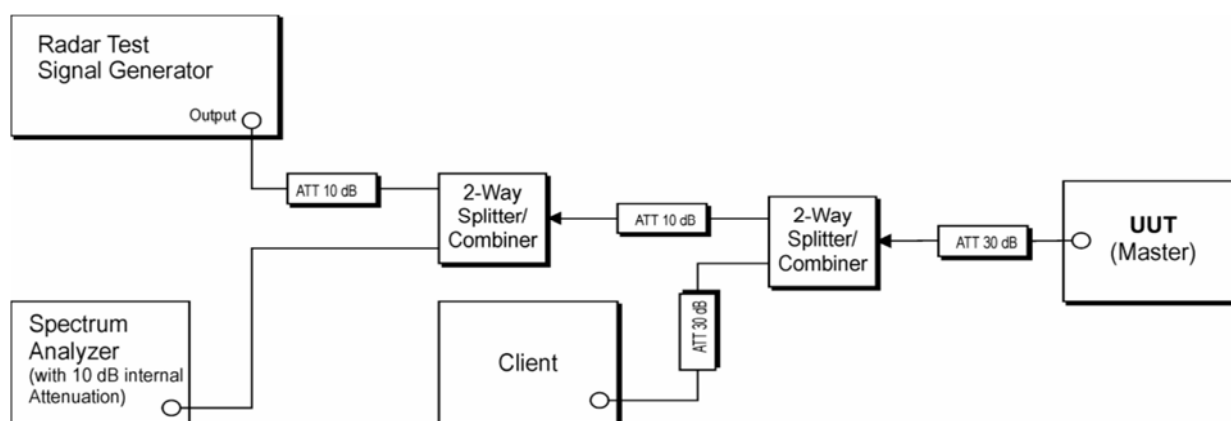 Radar Test
Signal Generator
Output
ATT 10 dB
2-Way
Splitter/
Combiner
ATT 10 dB
2-Way
Splitter/
Combiner
ATT 30 dB
UUT
(Master)
ATT 30 dB
Spectrum
Analyzer
(with 10 dB internal
Attenuation)
Client